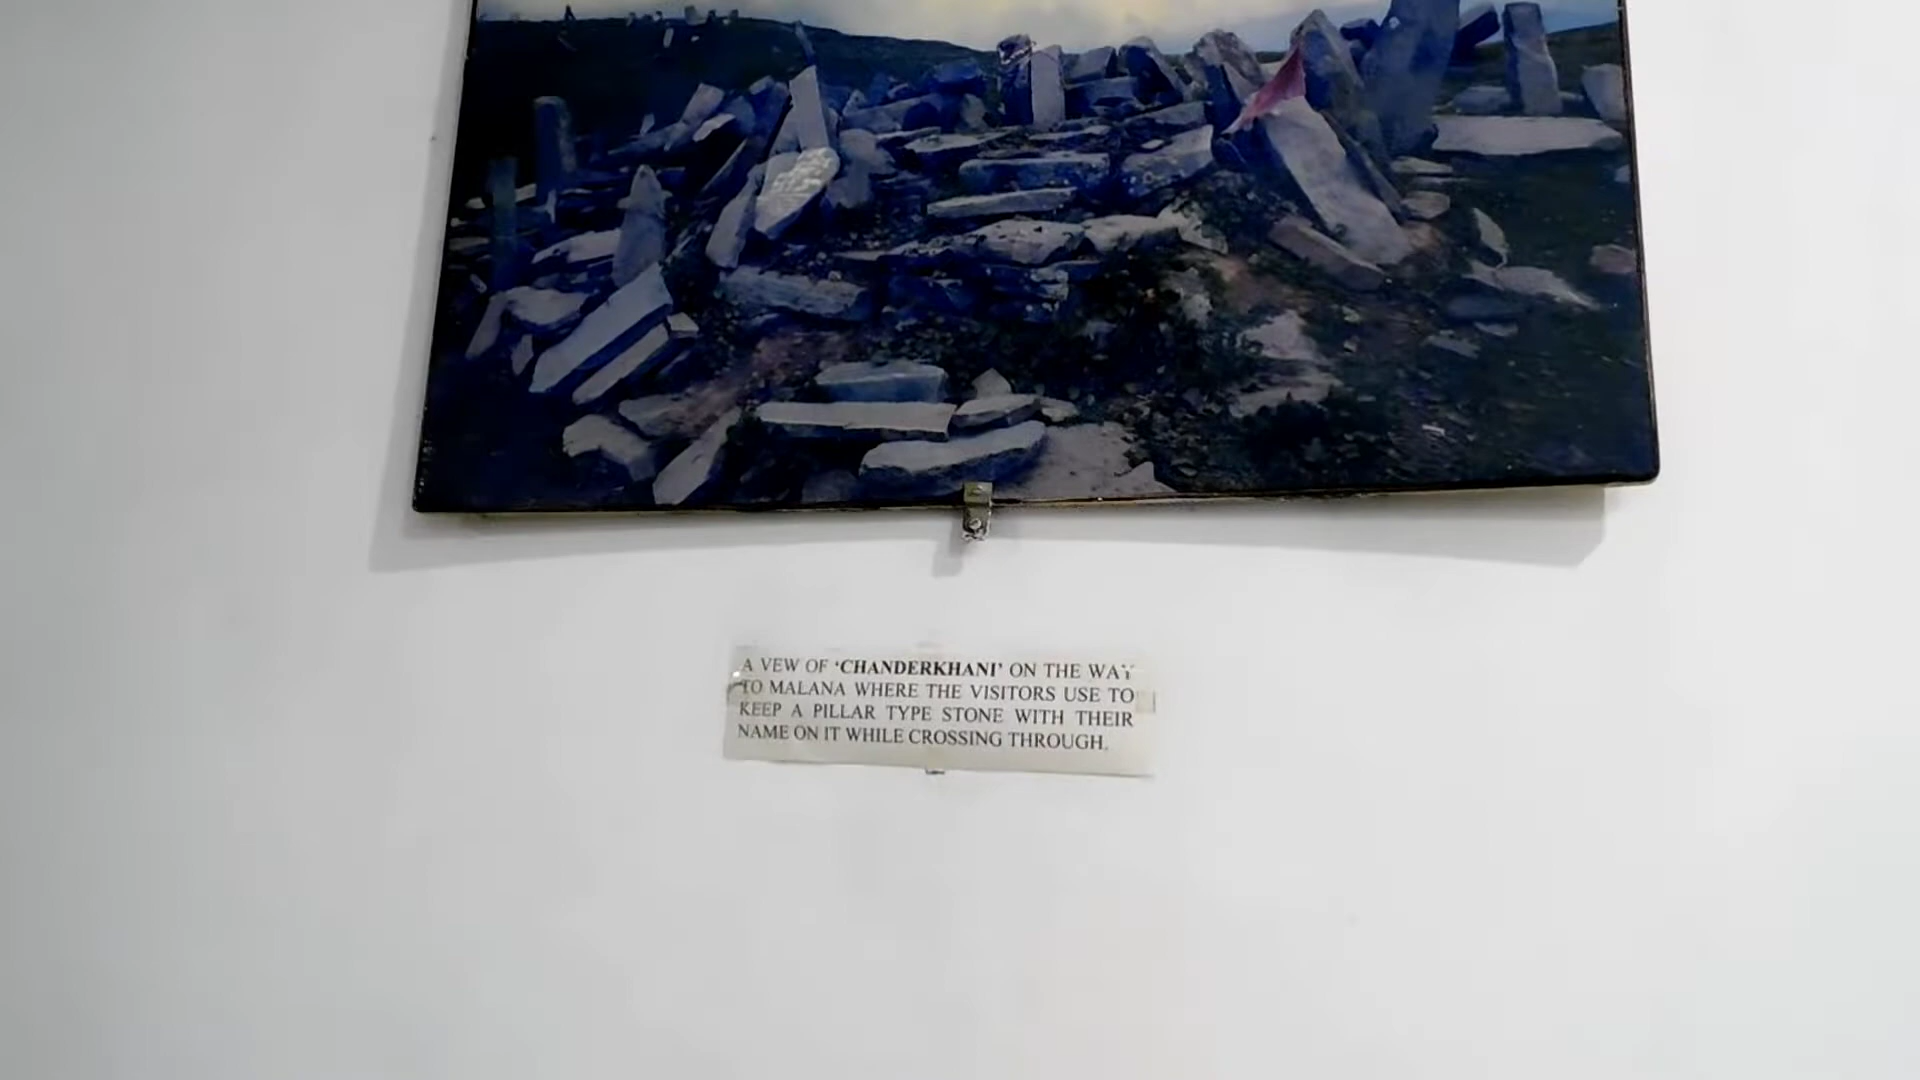 A VEW OF ‘CHANDERKHANI’ ON THE WAY
TO MALANA WHERE THE VISITORS USE TO
KEEP A PILLAR TYPE STONE WITH THEIR
NAME ON IT WHILE CROSSING THROUGH.